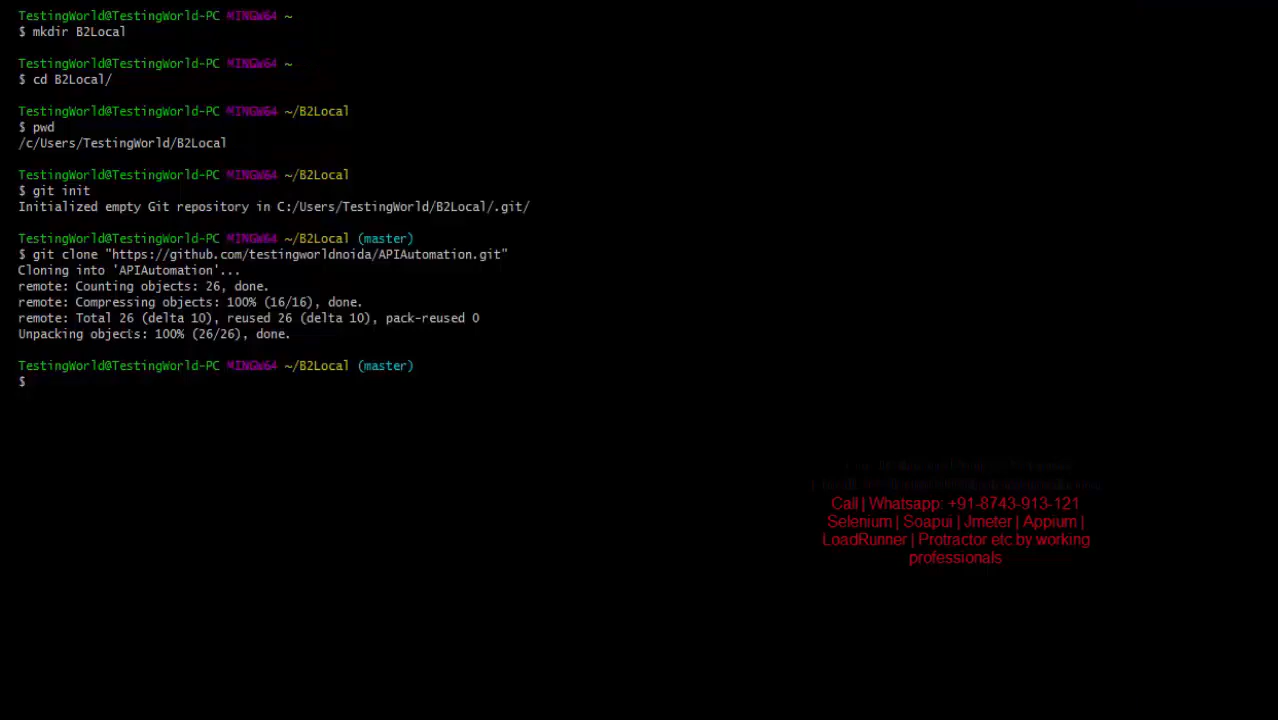 TestingWorld@TestingWorld-PC MINGW64 ~
$ mkdir B2Local
TestingWorld@TestingWorld-PC MINGW64 ~
$ cd B2Local/
TestingWorld@TestingWorld-PC MINGW64 ~/B2Local
$ pwd
/c/Users/TestingWorld/B2Local
TestingWorld@TestingWorld-PC MINGW64 ~/B2Local
$ git init
Initialized empty Git repository in C:/Users/TestingWorld/B2Local/.git/
TestingWorld@TestingWorld-PC MINGW64 ~/B2Local (master)
$ git clone "https://github.com/testingworldnoida/APIAutomation.git"
Cloning into 'APIAutomation'...
remote: Counting objects: 26, done.
remote: Compressing objects: 100% (16/16), done.
remote: Total 26 (delta 10), reused 26 (delta 10), pack-reused 0
Unpacking objects: 100% (26/26), done.
TestingWorld@TestingWorld-PC MINGW64 ~/B2Local (master)
$
Call | Whatsapp: +91-8743-913-121
Selenium | Soapui | Jmeter | Appium |
LoadRunner | Protractor etc by working
professionals